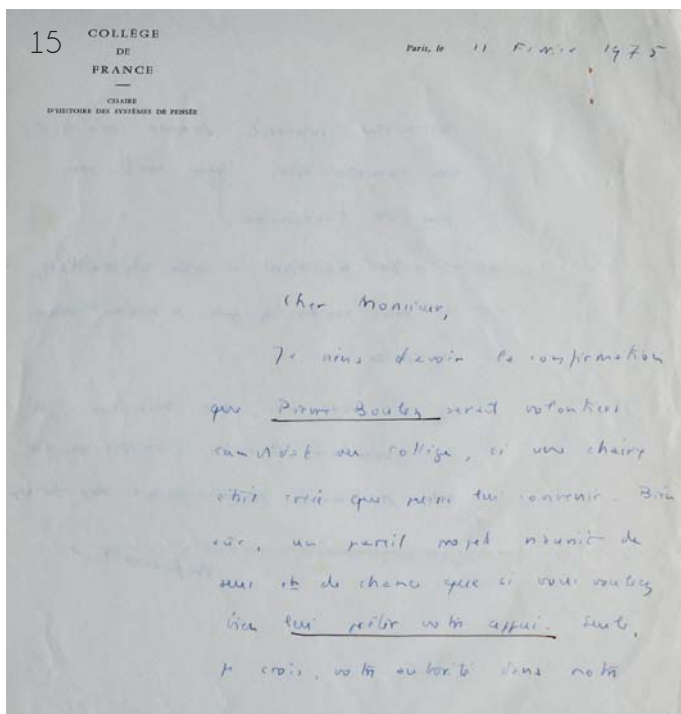 15
COLLÈGE
DE
FRANCE
CHAIRE
D'HISTOIRE DES SYSTÈMES DE PENSÉE
Paris, le 11 Février 1975
Cher Monsieur,
Je viens d'avoir la confirmation
que Pierre Boulez serait volontiers
candidat au Collège, si une chaire
était créée qui puisse lui convenir. Bien
sûr, un pareil projet n'aurait de
sens et de chance que si vous vouliez
bien lui prêter votre appui. Seule,
je crois, votre autorité dans notre